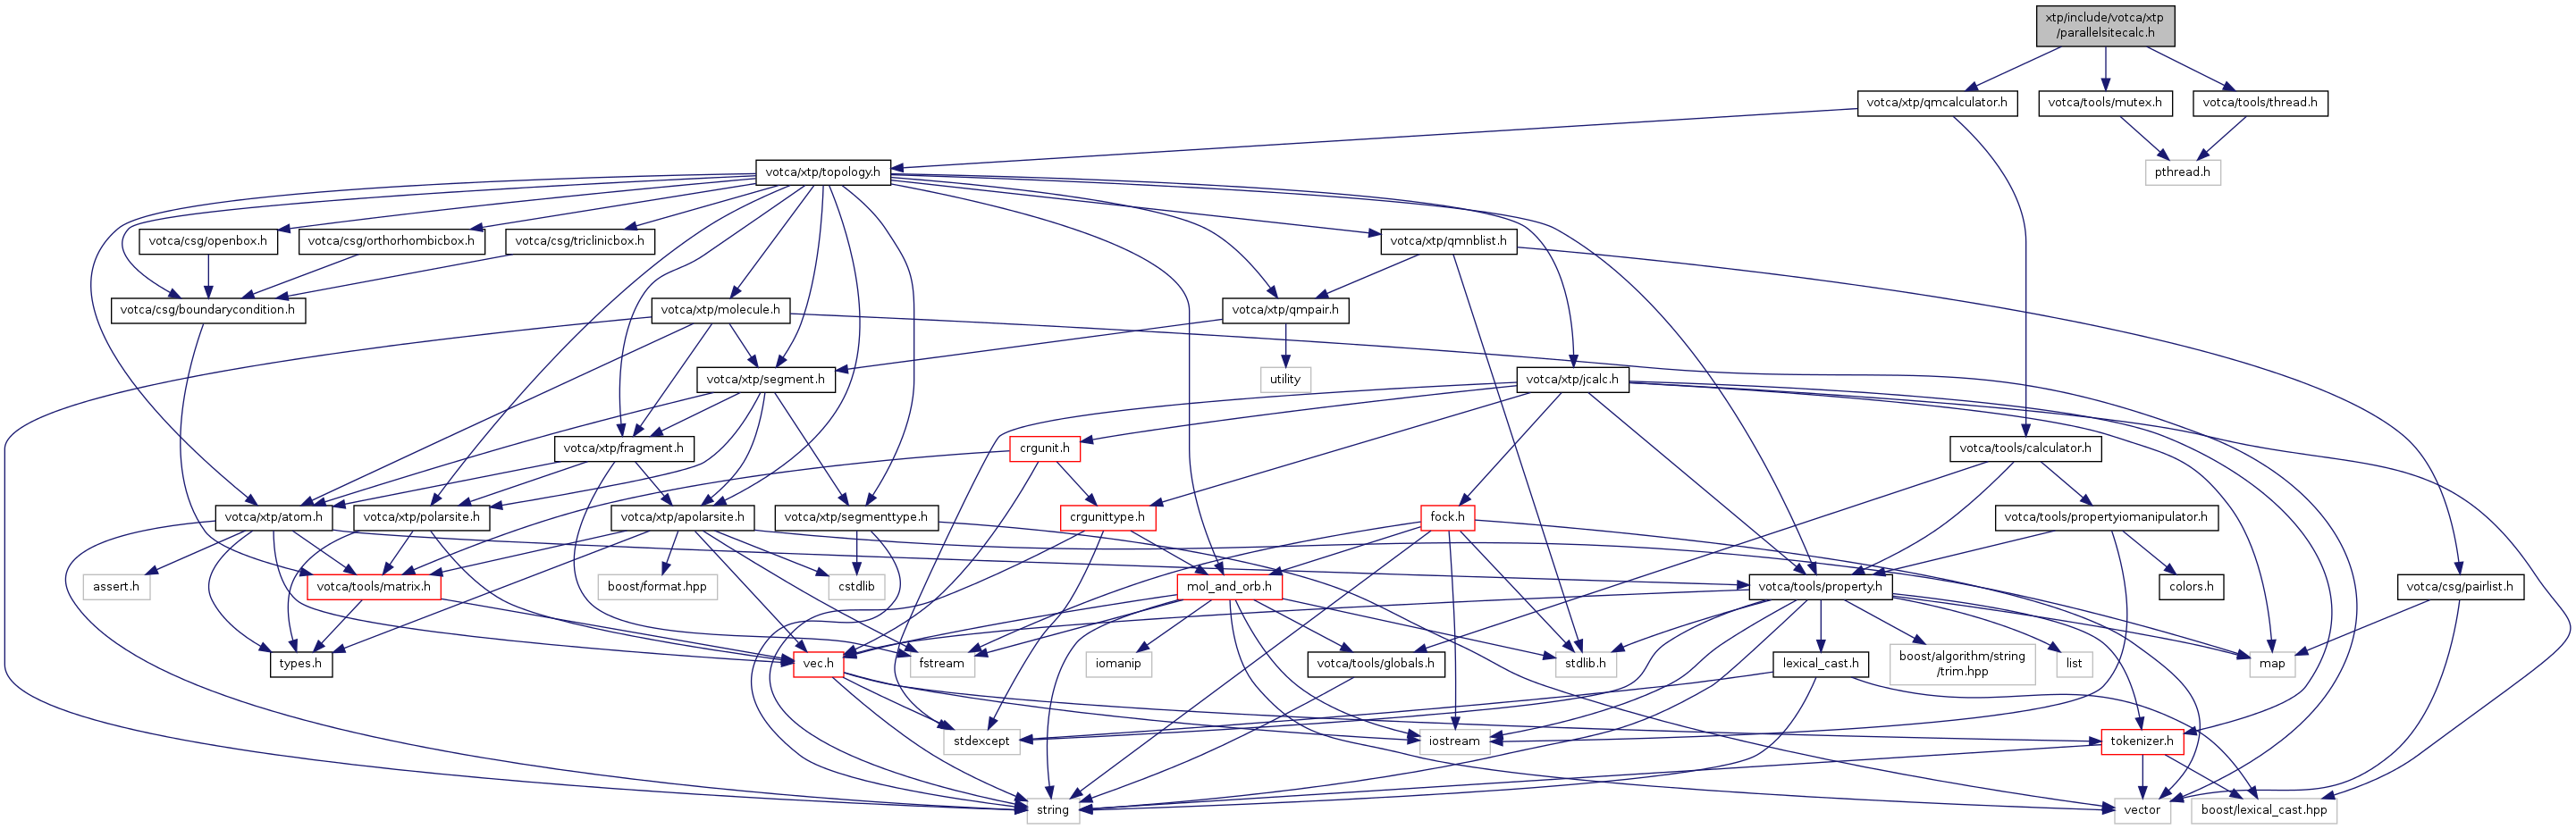 xtp/include/votca/xtp
/parallelsitecalc.h
votca/xtp/qmcalculator.h
votca/tools/mutex.h
votca/tools/thread.h
votca/xtp/topology.h
pthread.h
votca/csg/openbox.h
votca/csg/orthorhombicbox.h
votca/csg/triclinicbox.h
votca/xtp/qmnblist.h
votca/csg/boundarycondition.h
votca/xtp/molecule.h
votca/xtp/qmpair.h
votca/xtp/segment.h
utility
votca/xtp/jcalc.h
votca/xtp/fragment.h
crgunit.h
votca/tools/calculator.h
votca/xtp/atom.h
votca/xtp/polarsite.h
votca/xtp/apolarsite.h
votca/xtp/segmenttype.h
crgunittype.h
fock.h
votca/tools/propertyiomanipulator.h
assert.h
votca/tools/matrix.h
boost/format.hpp
cstdlib
mol_and_orb.h
votca/tools/property.h
colors.h
votca/csg/pairlist.h
types.h
vec.h
fstream
iomanip
votca/tools/globals.h
stdlib.h
lexical_cast.h
boost/algorithm/string
/trim.hpp
list
map
stdexcept
iostream
tokenizer.h
string
vector
boost/lexical_cast.hpp